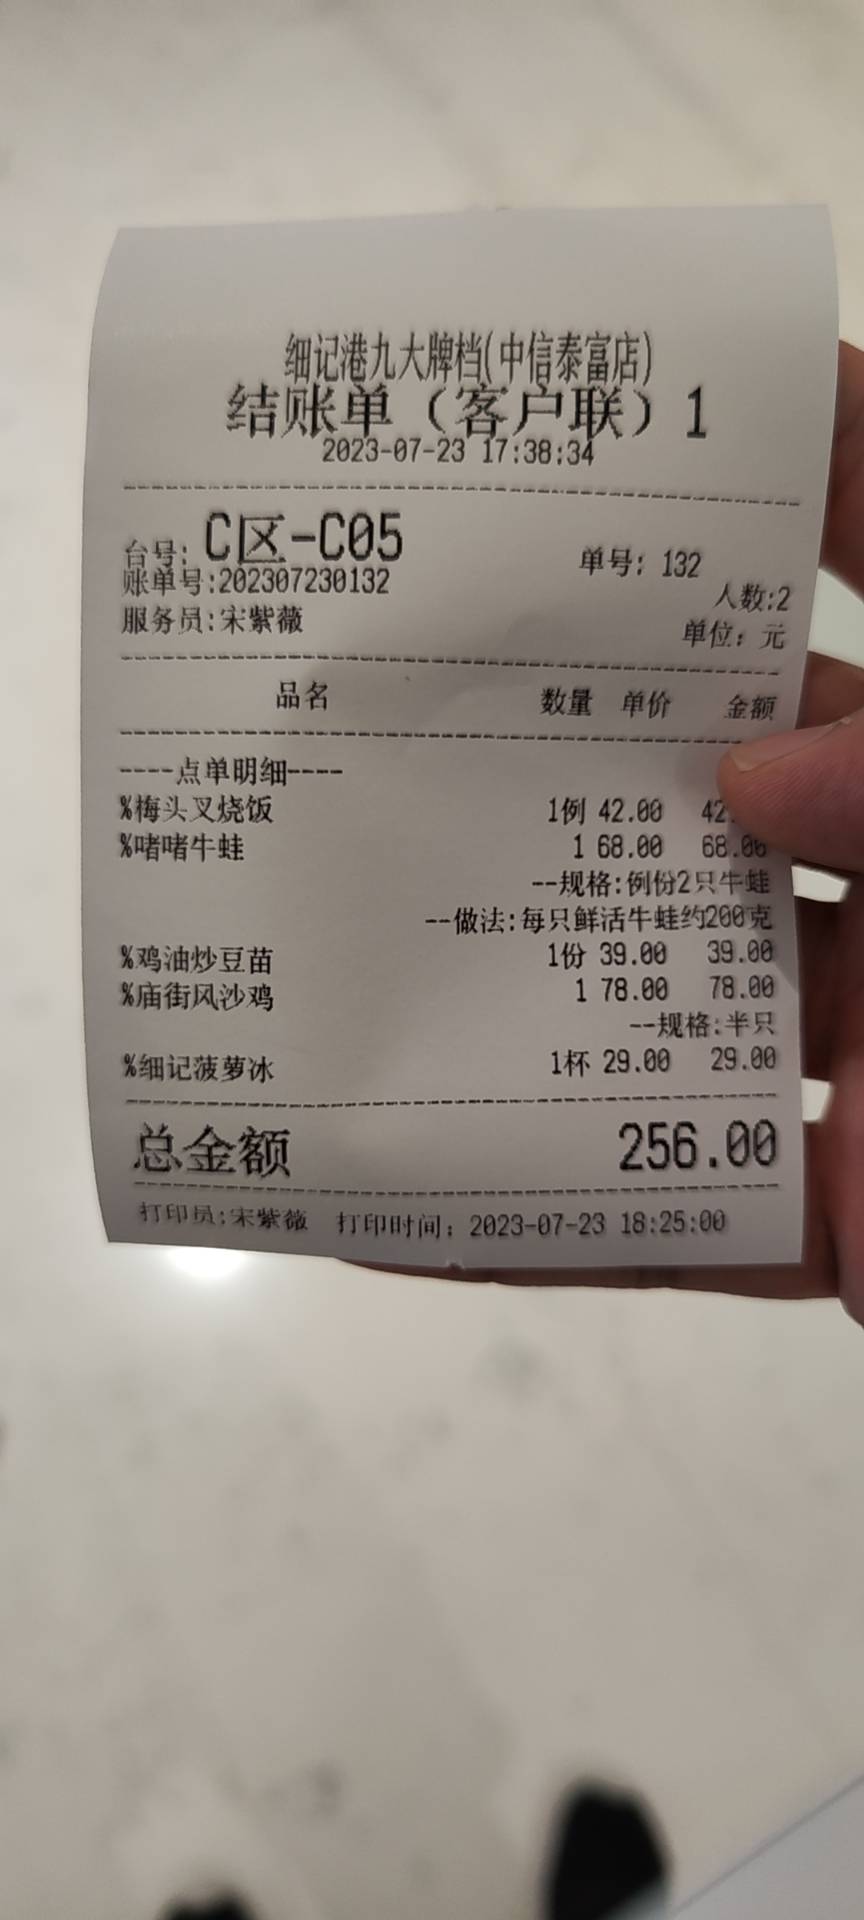 细记港九大牌档(中信泰富店)
结账单（客户联）1
2023-07-23 17:38:34
台号: C区-C05 单号: 132
账单号:202307230132 人数:2
服务员:宋紫薇 单位: 元
品名 数量 单价 金额
----点单明细----
%梅头叉烧饭 1例 42.00 42.
%啫啫牛蛙 1 68.00 68.00
--规格:例份2只牛蛙
--做法:每只鲜活牛蛙约200克
%鸡油炒豆苗 1份 39.00 39.00
%庙街风沙鸡 1 78.00 78.00
--规格:半只
%细记菠萝冰 1杯 29.00 29.00
总金额 256.00
打印员:宋紫薇 打印时间: 2023-07-23 18:25:00